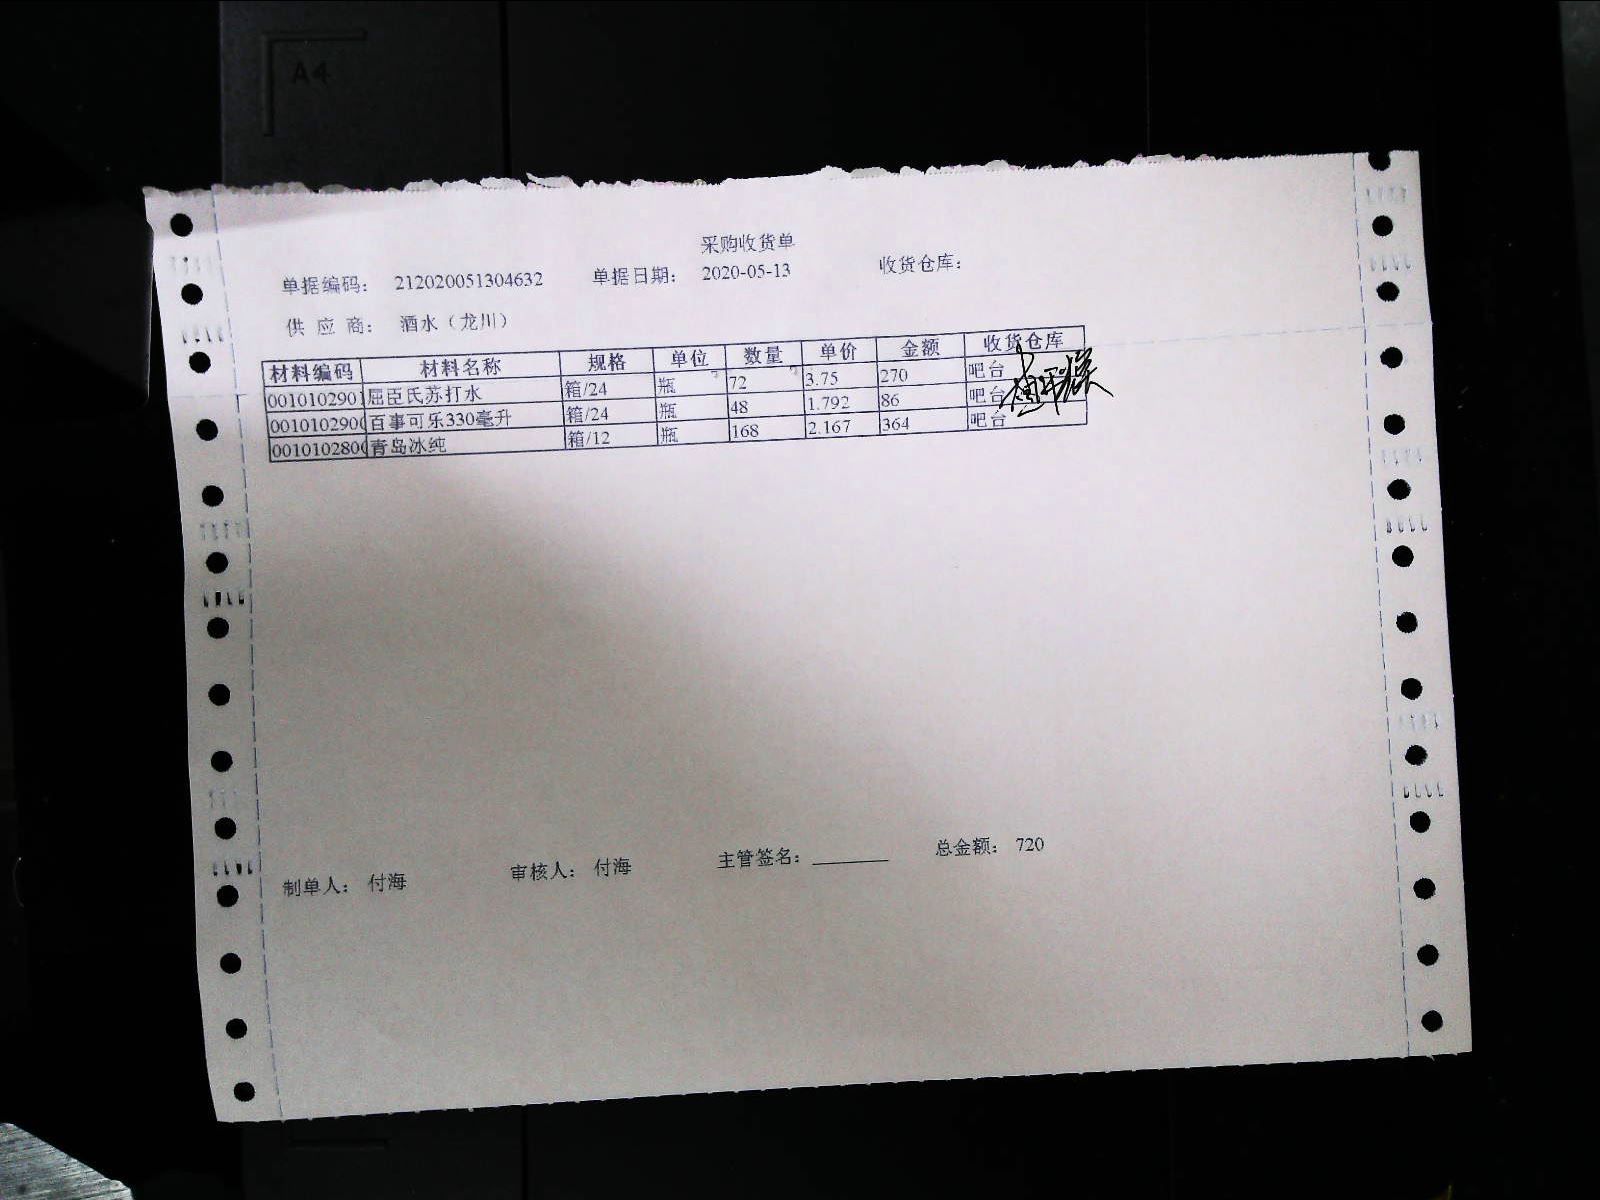 A4
采购收货单
单据编码: 212020051304632 单据日期: 2020-05-13 收货仓库:
供 应 商: 酒水（龙川）
材料编码 材料名称 规格 单位 数量 单价 金额 收货仓库
0010102901 屈臣氏苏打水 箱/24 瓶 72 3.75 270 吧台
001010290 百事可乐330毫升 箱/24 瓶 48 1.792 86 吧台
001010280 青岛冰纯 箱/12 瓶 168 2.167 364 吧台
制单人: 付海 审核人: 付海 主管签名: 总金额: 720